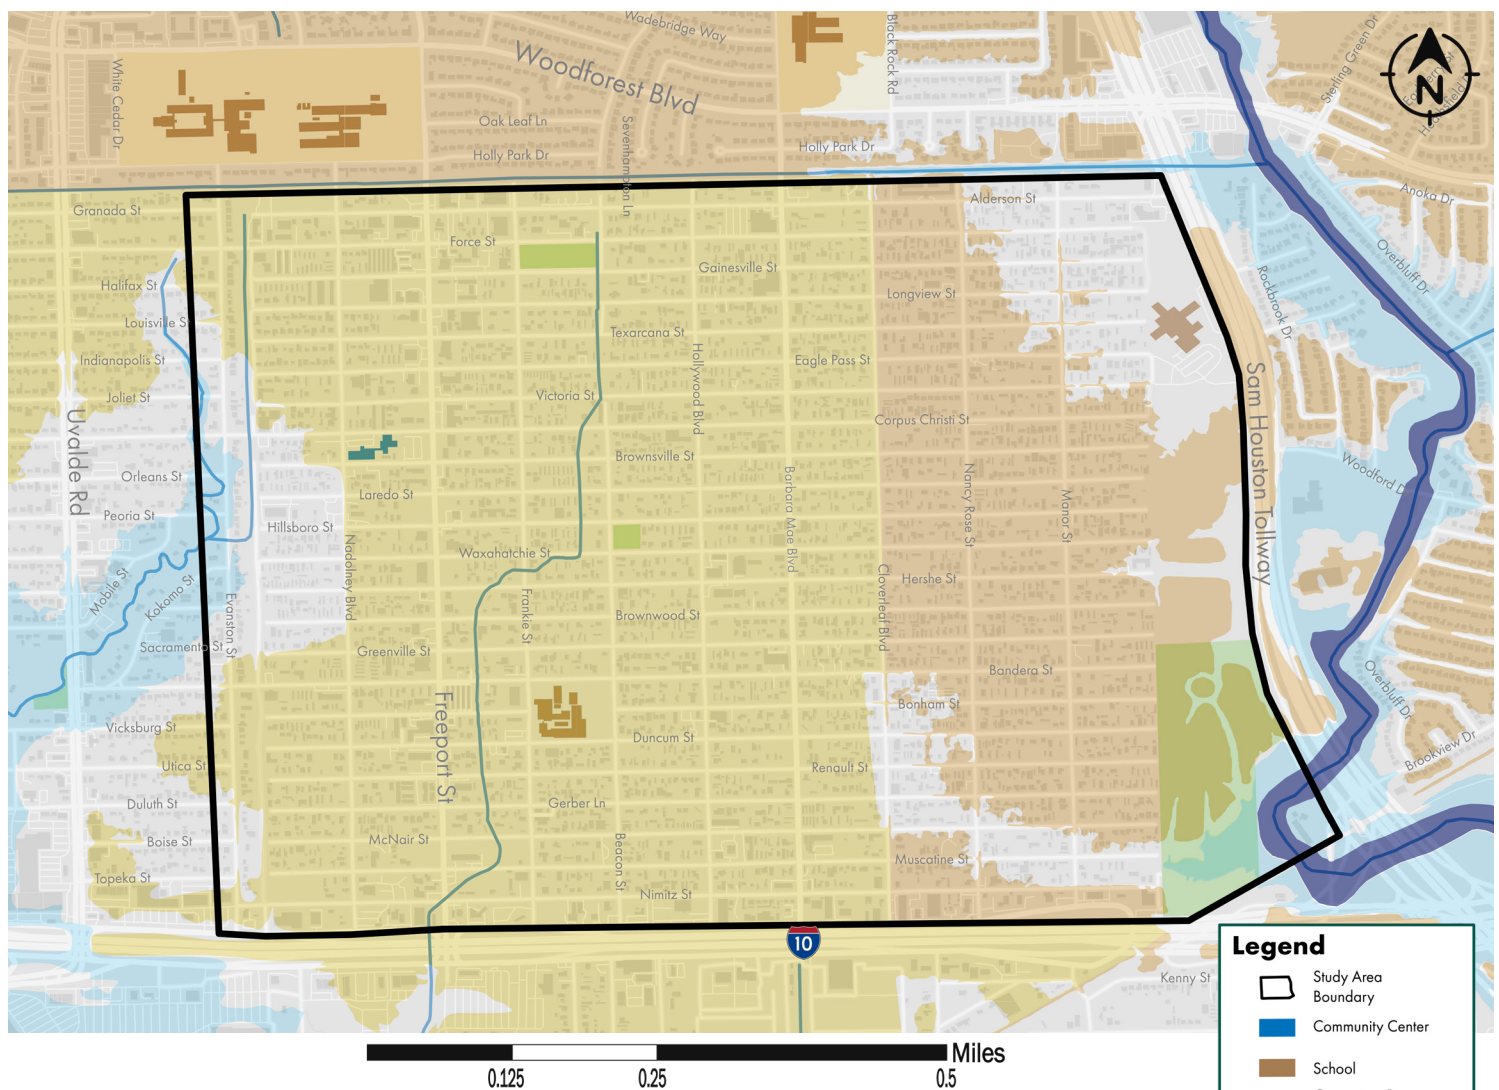 Wadebridge Way
Black Rock Rd
Sterling Green Dr
N
White Cedar Dr
Woodforest Blvd
Oak Leaf Ln
Sevenhampton Ln
Holly Park Dr
Holly Park Dr
Anoka Dr
Granada St
Alderson St
Force St
Gainesville St
Overbluff Dr
Halifax St
Longview St
Rockbrook Dr
Louisville St
Texarcana St
Indianapolis St
Hollywood Blvd
Eagle Pass St
Joliet St
Victoria St
Corpus Christi St
Uvalde Rd
Sam Houston Tollway
Brownsville St
Woodford D
Orleans St
Laredo St
Barbara Mae Blvd
Nancy Rose St
Manor St
Peoria St
Hillsboro St
Nadolney Blvd
Waxahatchie St
Mobile St
Kokomo St
Evanston St
Frankie St
Cloverleaf Blvd
Hershe St
Brownwood St
Sacramento St
Greenville St
Bandera St
Overbluff Dr
Freeport St
Bonham St
Vicksburg St
Duncum St
Brookview Dr
Utica St
Renault St
Duluth St
Gerber Ln
Boise St
McNair St
Beacon St
Muscatine St
Topeka St
Nimitz St
10
Kenny St
Legend
Study Area
Boundary
Community Center
School
Miles
0.125 0.25 0.5